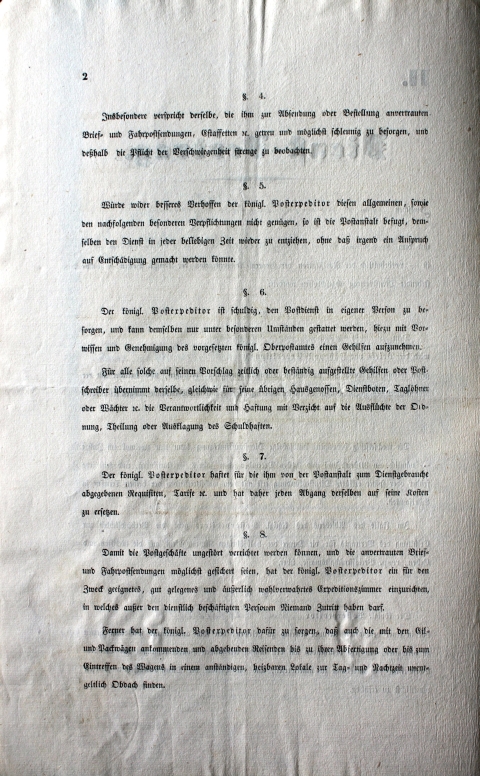 2
§. 4.
Insbesondere verspricht derselbe, die ihm zur Absendung oder Bestellung anvertrauten
Brief- und Fahrpostsendungen, Estaffetten ꝛc. getreu und möglichst schleunig zu besorgen, und
deßhalb die Pflicht der Verschwiegenheit strenge zu beobachten.
§. 5.
Würde wider besseres Verhoffen der königl. Postexpeditor diesen allgemeinen, sowie
den nachfolgenden besonderen Verpflichtungen nicht genügen, so ist die Postanstalt befugt, dem-
selben den Dienst in jeder beliebigen Zeit wieder zu entziehen, ohne daß irgend ein Anspruch
auf Entschädigung gemacht werden könnte.
§. 6.
Der königl. Postexpeditor ist schuldig, den Postdienst in eigener Person zu be-
sorgen, und kann demselben nur unter besonderen Umständen gestattet werden, hiezu mit Vor-
wissen und Genehmigung des vorgesetzten königl. Oberpostamtes einen Gehilfen aufzunehmen.
Für alle solche auf seinen Vorschlag zeitlich oder beständig aufgestellte Gehilfen oder Post-
schreiber übernimmt derselbe, gleichwie für seine übrigen Hausgenossen, Dienstboten, Taglöhner
oder Wächter ꝛc. die Verantwortlichkeit und Haftung mit Verzicht auf die Ausflüchte der Ord-
nung, Theilung oder Ausklagung des Schuldhaften.
§. 7.
Der königl. Postexpeditor haftet für die ihm von der Postanstalt zum Dienstgebrauche
abgegebenen Requisiten, Tarife ꝛc. und hat daher jeden Abgang derselben auf seine Kosten
zu ersetzen.
§. 8.
Damit die Postgeschäfte ungestört verrichtet werden können, und die anvertrauten Brief-
und Fahrpostsendungen möglichst gesichert seien, hat der königl. Postexpeditor ein für den
Zweck geeignetes, gut gelegenes und äußerlich wohlverwahrtes Expeditionszimmer einzurichten,
in welches außer den dienstlich beschäftigten Personen Niemand Zutritt haben darf.
Ferner hat der königl. Postexpeditor dafür zu sorgen, daß auch die mit den Eil-
und Packwägen ankommenden und abgehenden Reisenden bis zu ihrer Abfertigung oder bis zum
Eintreffen des Wagens in einem anständigen, heizbaren Lokale zur Tag- und Nachtzeit unent-
geltlich Obdach finden.